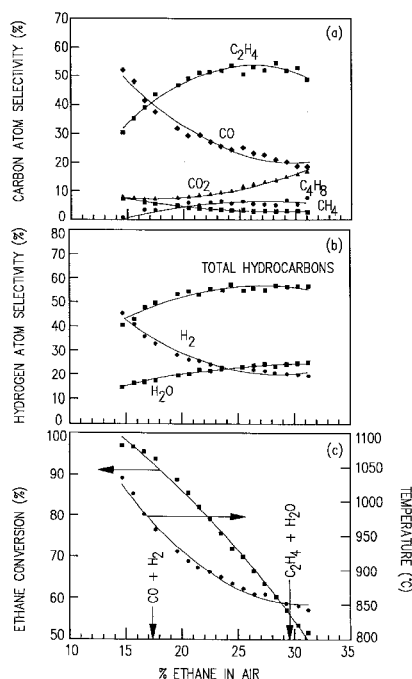 CARBON ATOM SELECTIVITY (%)
70
60
50
40
30
20
10
0
(a)
C2H4
CO
CO2
C4H8
CH4
HYDROGEN ATOM SELECTIVITY (%)
80
70
60
50
40
30
20
10
0
(b)
TOTAL HYDROCARBONS
H2
H2O
ETHANE CONVERSION (%)
100
90
80
70
60
50
(c)
CO + H2
C2H4 + H2O
1100
1050
1000
950
900
850
800
TEMPERATURE (°C)
10 15 20 25 30 35
% ETHANE IN AIR